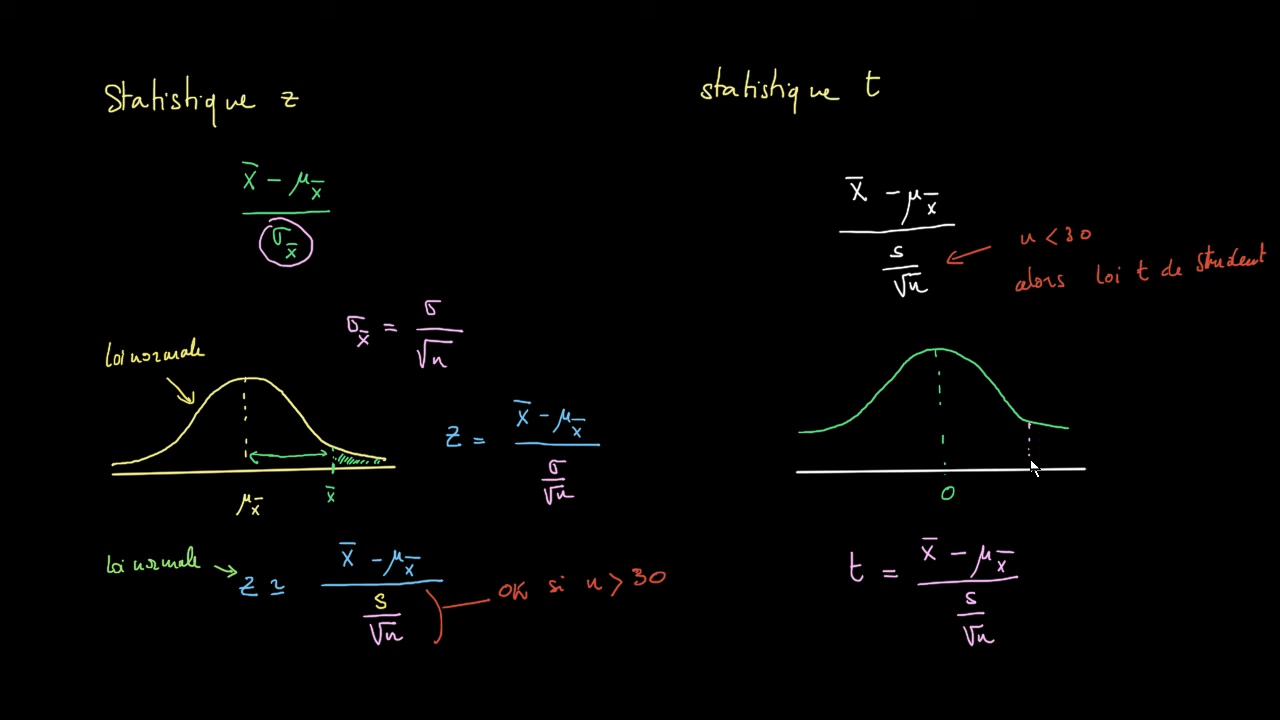 Statistique z
x̄ - μx̄
σx̄
σx̄ = σ/√n
loi normale
z = (x̄ - μx̄)/(σ/√n)
μx̄ x̄
loi normale
z ≃ (x̄ - μx̄)/(s/√n) OK si n > 30
statistique t
(x̄ - μx̄)/(s/√n)
n < 30
alors loi t de Student
0
t = (x̄ - μx̄)/(s/√n)